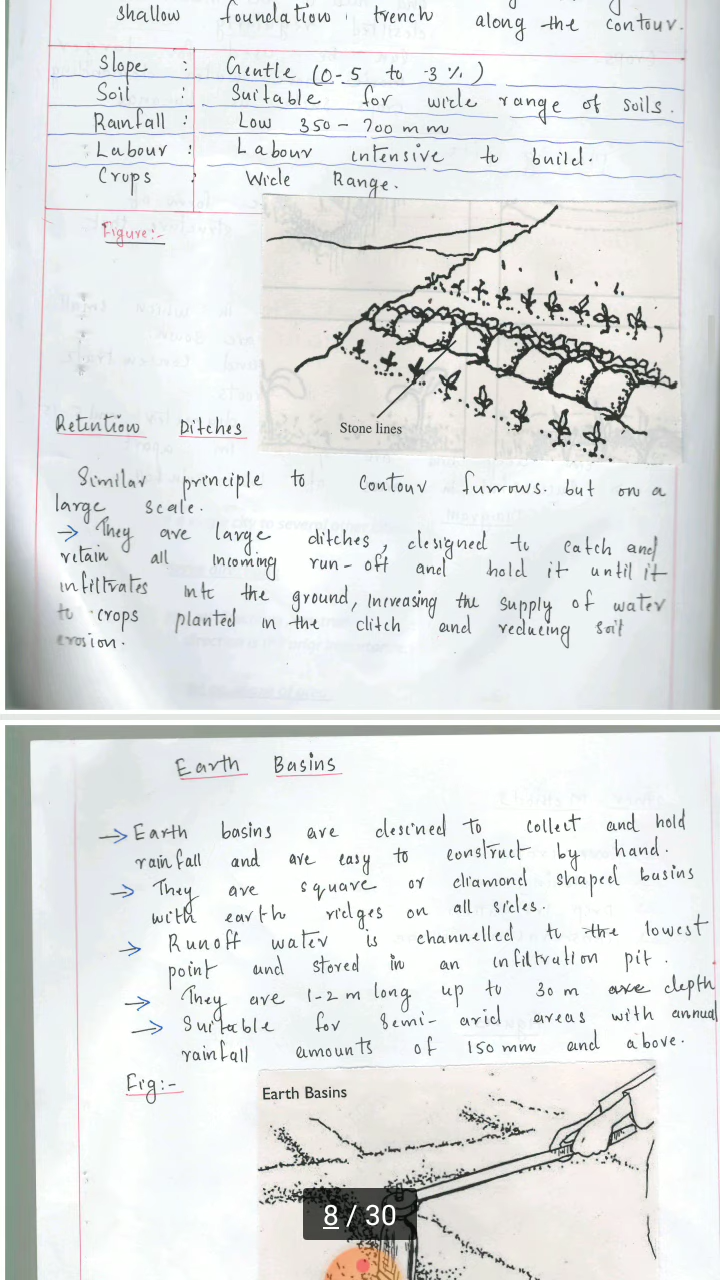 shallow foundation trench along the contour.
Slope : Gentle (0-5 to -3 %)
Soil : Suitable for wide range of soils.
Rainfall : Low 350 - 700 mm
Labour : Labour intensive to build.
Crops : Wide Range.
Figure:-
Stone lines
Retention Ditches
Similar principle to contour furrows. but on a
large scale.
→ They are large ditches, designed to catch and
retain all incoming run-off and hold it until it
infiltrates into the ground, increasing the supply of water
to crops planted in the ditch and reducing soil
erosion.
Earth Basins
→ Earth basins are desined to collect and hold
rainfall and are easy to construct by hand.
→ They are square or diamond shaped basins
with earth ridges on all sides.
→ Runoff water is channelled to the lowest
point and stored in an infiltration pit.
→ They are 1-2 m long up to 30 m depth
→ Suitable for semi-arid areas with annual
rainfall amounts of 150 mm and above.
Fig:-
Earth Basins
8 / 30